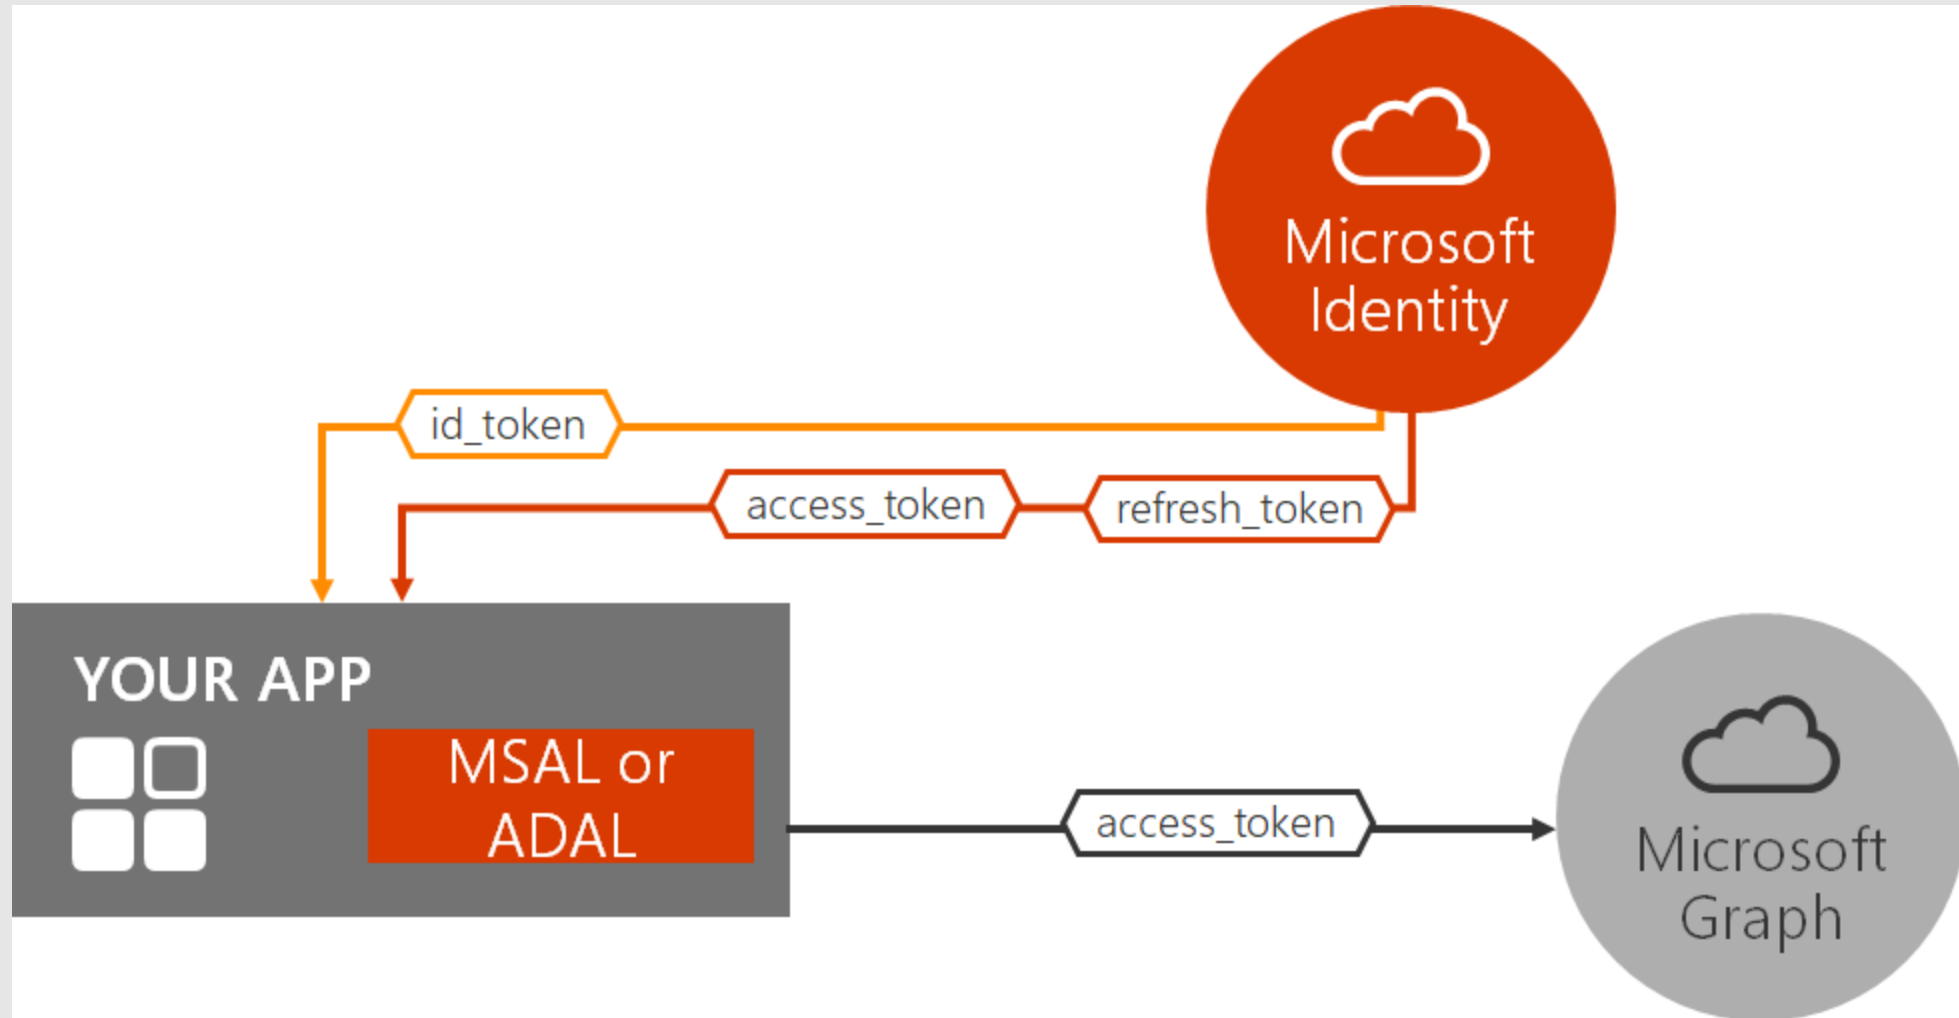 Microsoft
Identity
id_token
access_token
refresh_token
YOUR APP
MSAL or
ADAL
access_token
Microsoft
Graph